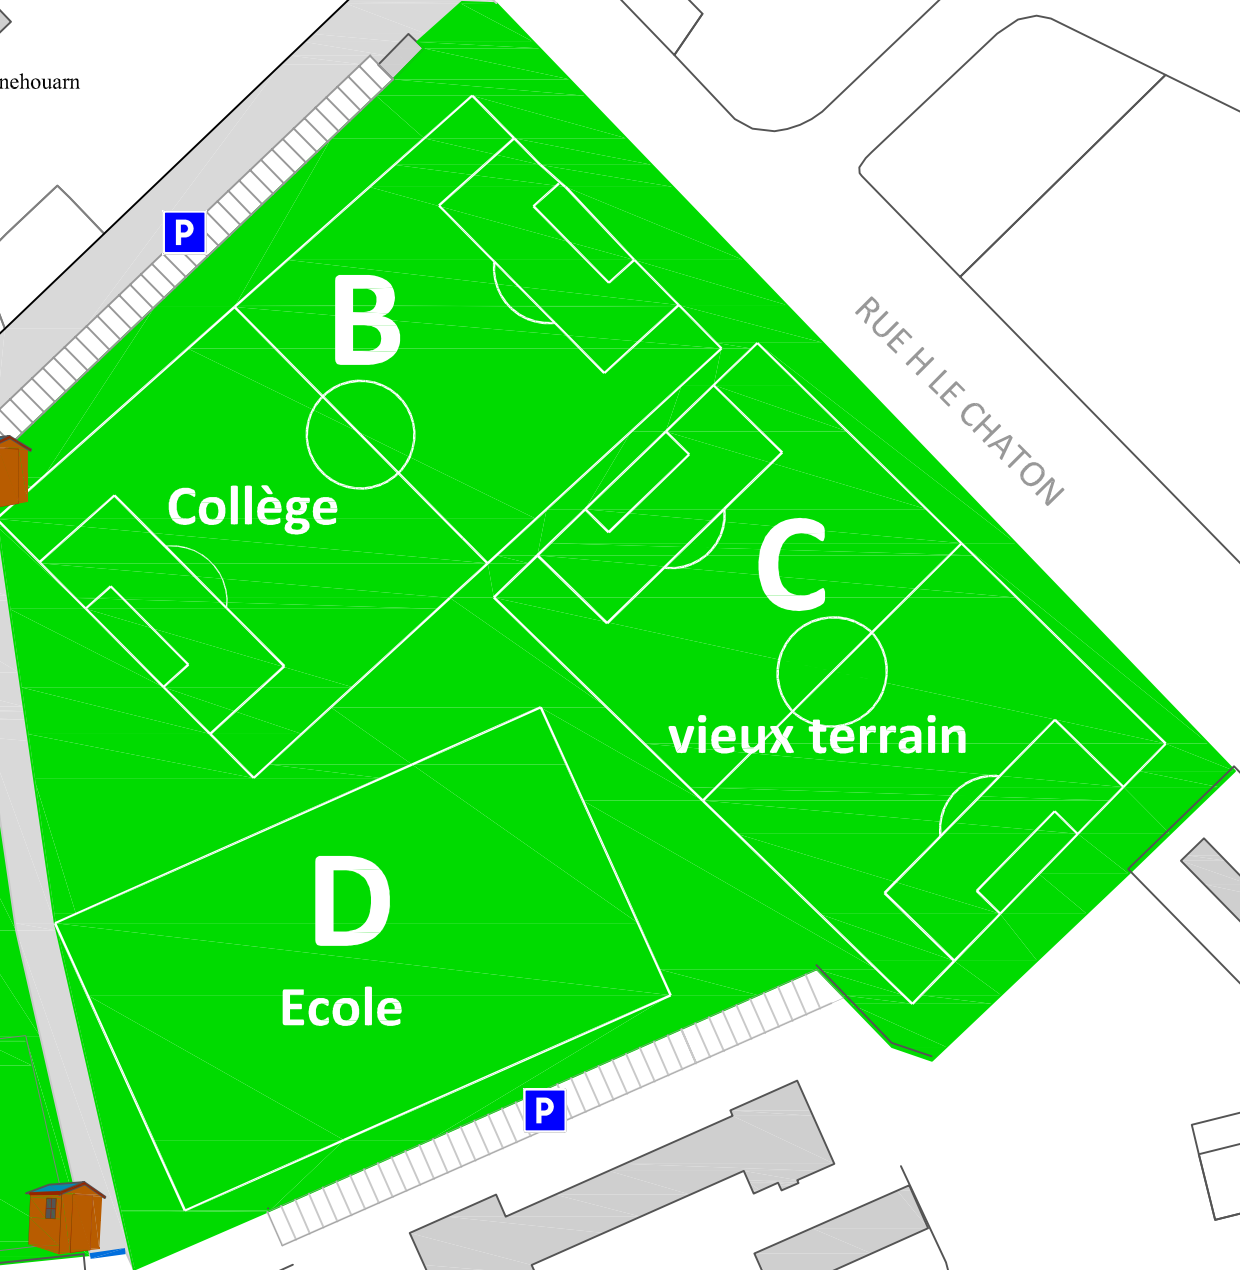 nehouarn
P
B
RUE H LE CHATON
Collège
C
vieux terrain
D
Ecole
P